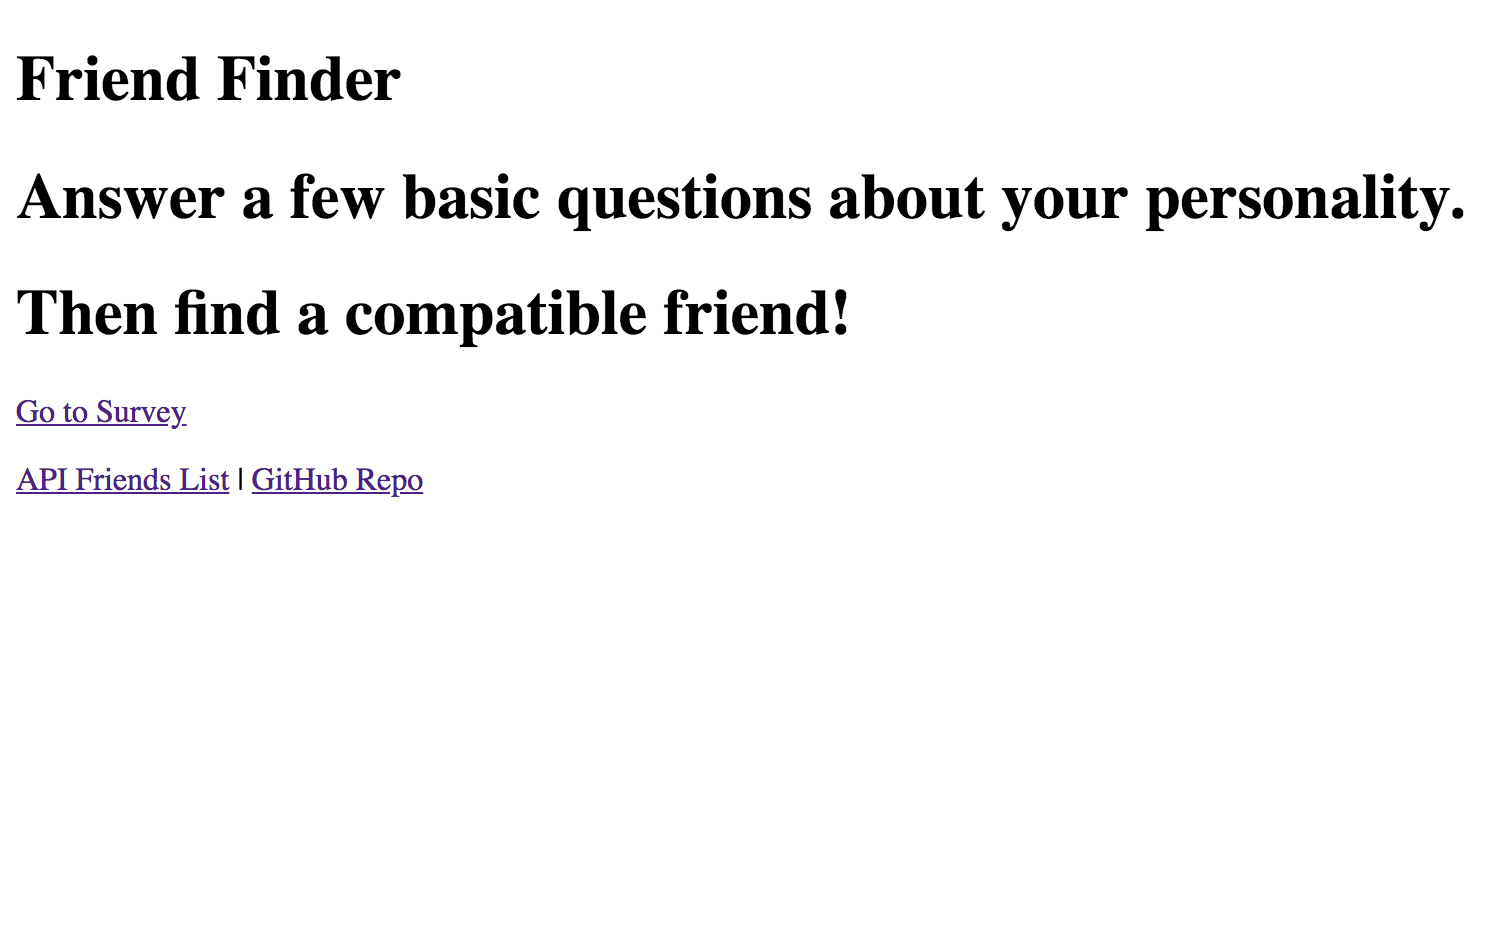 Friend Finder
Answer a few basic questions about your personality.
Then find a compatible friend!
Go to Survey
API Friends List | GitHub Repo